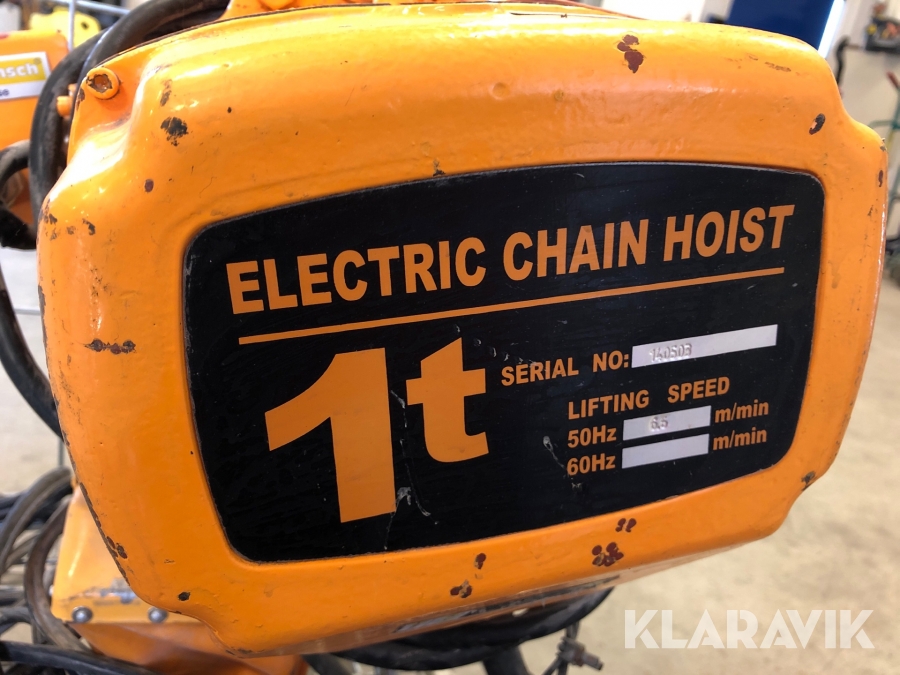 ELECTRIC CHAIN HOIST
1t
SERIAL NO: 140503
LIFTING SPEED
50Hz 6.5 m/min
60Hz m/min
KLARAVIK